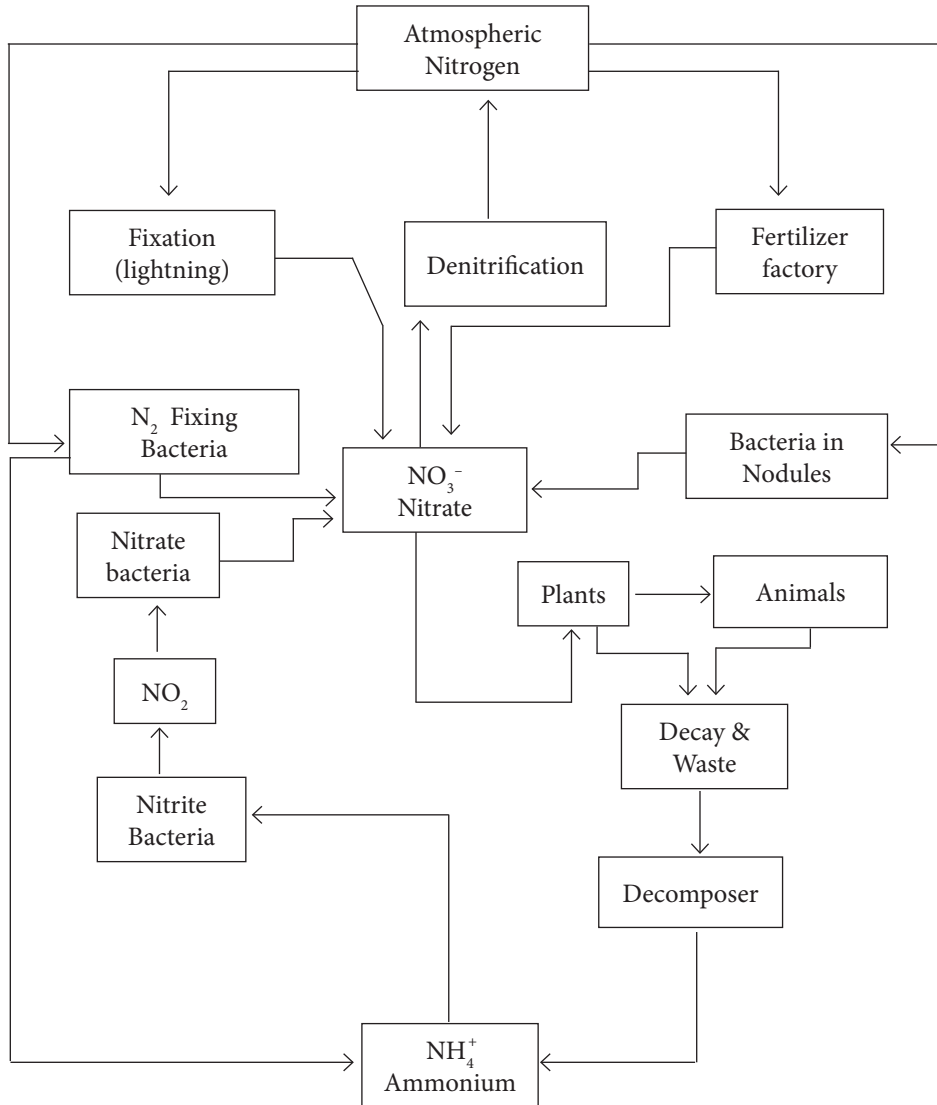 Atmospheric
Nitrogen
Fixation
(lightning)
Denitrification
Fertilizer
factory
N₂ Fixing
Bacteria
NO₃⁻
Nitrate
Bacteria in
Nodules
Nitrate
bacteria
Plants
Animals
NO₂
Decay &
Waste
Nitrite
Bacteria
Decomposer
NH₄⁺
Ammonium